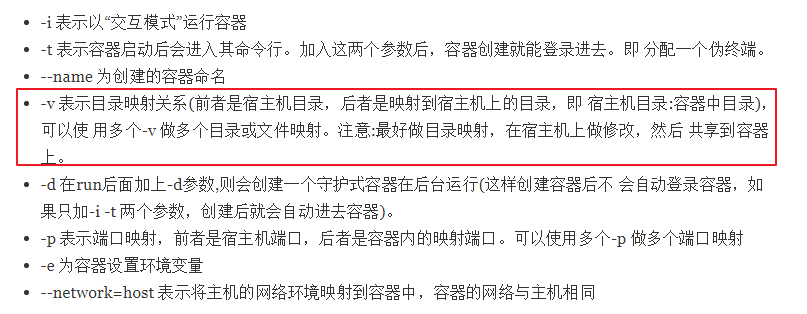 -i 表示以“交互模式”运行容器
-t 表示容器启动后会进入其命令行。加入这两个参数后，容器创建就能登录进去。即 分配一个伪终端。
--name 为创建的容器命名
-v 表示目录映射关系(前者是宿主机目录，后者是映射到宿主机上的目录，即 宿主机目录:容器中目录)，
可以使 用多个-v 做多个目录或文件映射。注意:最好做目录映射，在宿主机上做修改，然后 共享到容器
上。
-d 在run后面加上-d参数,则会创建一个守护式容器在后台运行(这样创建容器后不 会自动登录容器，如
果只加-i -t 两个参数，创建后就会自动进去容器)。
-p 表示端口映射，前者是宿主机端口，后者是容器内的映射端口。可以使用多个-p 做多个端口映射
-e 为容器设置环境变量
--network=host 表示将主机的网络环境映射到容器中，容器的网络与主机相同